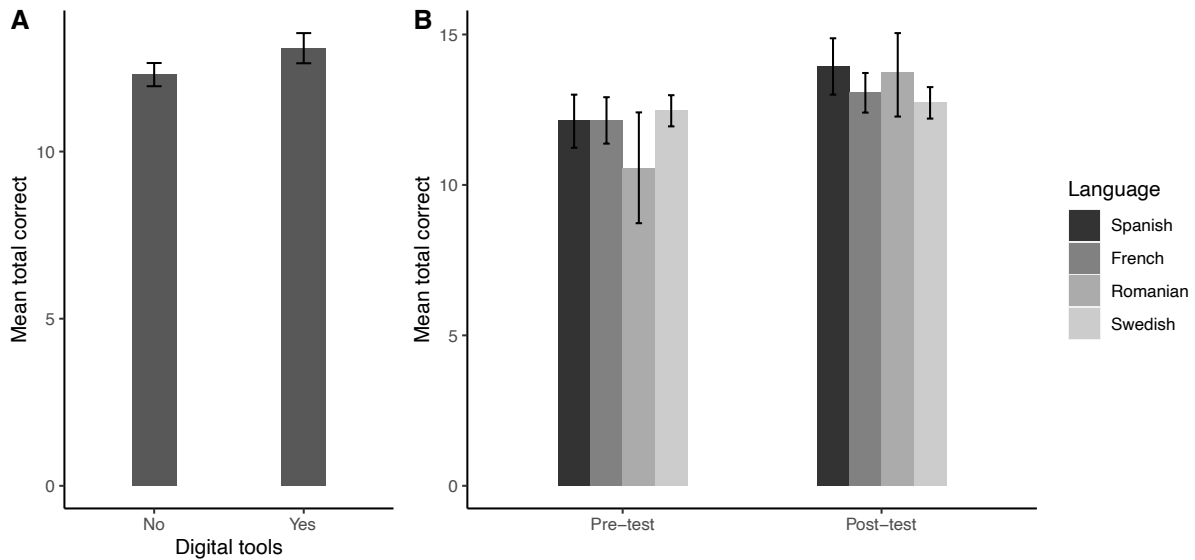 A
Mean total correct
10
5
0
No
Yes
Digital tools
B
Mean total correct
15
10
5
0
Pre−test
Post−test
Language
Spanish
French
Romanian
Swedish